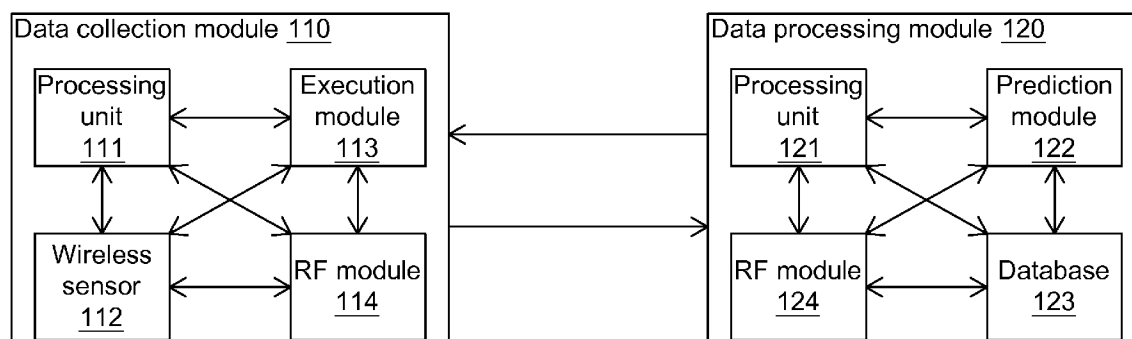 Data collection module 110
Processing
unit
111
Execution
module
113
Wireless
sensor
112
RF module
114
Data processing module 120
Processing
unit
121
Prediction
module
122
RF module
124
Database
123